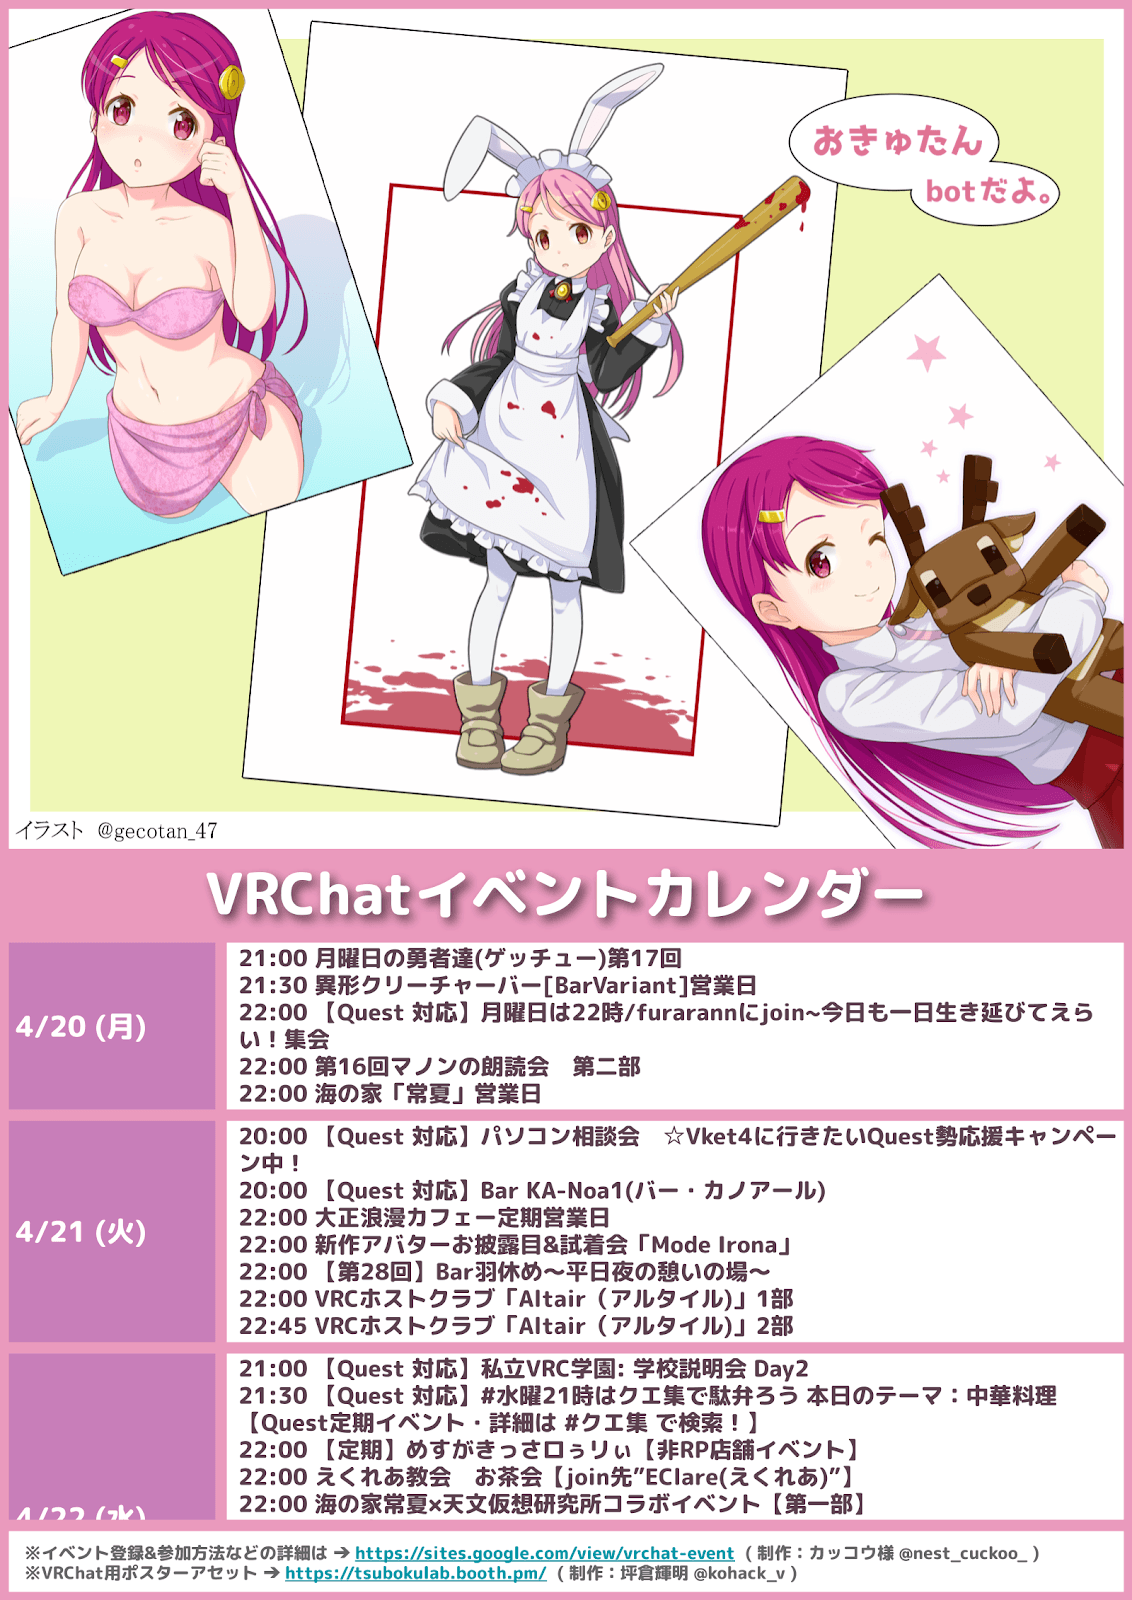 おきゅたん
botだよ。
イラスト @gecotan_47
VRChatイベントカレンダー
4/20 (月)
21:00 月曜日の勇者達(ゲッチュー)第17回
21:30 異形クリーチャーバー[BarVariant]営業日
22:00 【Quest 対応】月曜日は22時/furarannにjoin~今日も一日生き延びてえら
い！集会
22:00 第16回マノンの朗読会　第二部
22:00 海の家「常夏」営業日
4/21 (火)
20:00 【Quest 対応】パソコン相談会　☆Vket4に行きたいQuest勢応援キャンペー
ン中！
20:00 【Quest 対応】Bar KA-Noa1(バー・カノアール)
22:00 大正浪漫カフェー定期営業日
22:00 新作アバターお披露目&試着会「Mode Irona」
22:00 【第28回】Bar羽休め〜平日夜の憩いの場〜
22:00 VRCホストクラブ「Altair（アルタイル)」1部
22:45 VRCホストクラブ「Altair（アルタイル)」2部
4/22 (水)
21:00 【Quest 対応】私立VRC学園: 学校説明会 Day2
21:30 【Quest 対応】#水曜21時はクエ集で駄弁ろう 本日のテーマ：中華料理
【Quest定期イベント・詳細は #クエ集 で検索！】
22:00 【定期】めすがきっさロぅリぃ【非RP店舗イベント】
22:00 えくれあ教会　お茶会【join先”EClare(えくれあ)”】
22:00 海の家常夏×天文仮想研究所コラボイベント【第一部】
※イベント登録&参加方法などの詳細は ➔ https://sites.google.com/view/vrchat-event ( 制作：カッコウ様 @nest_cuckoo_ )
※VRChat用ポスターアセット ➔ https://tsubokulab.booth.pm/ ( 制作：坪倉輝明 @kohack_v )